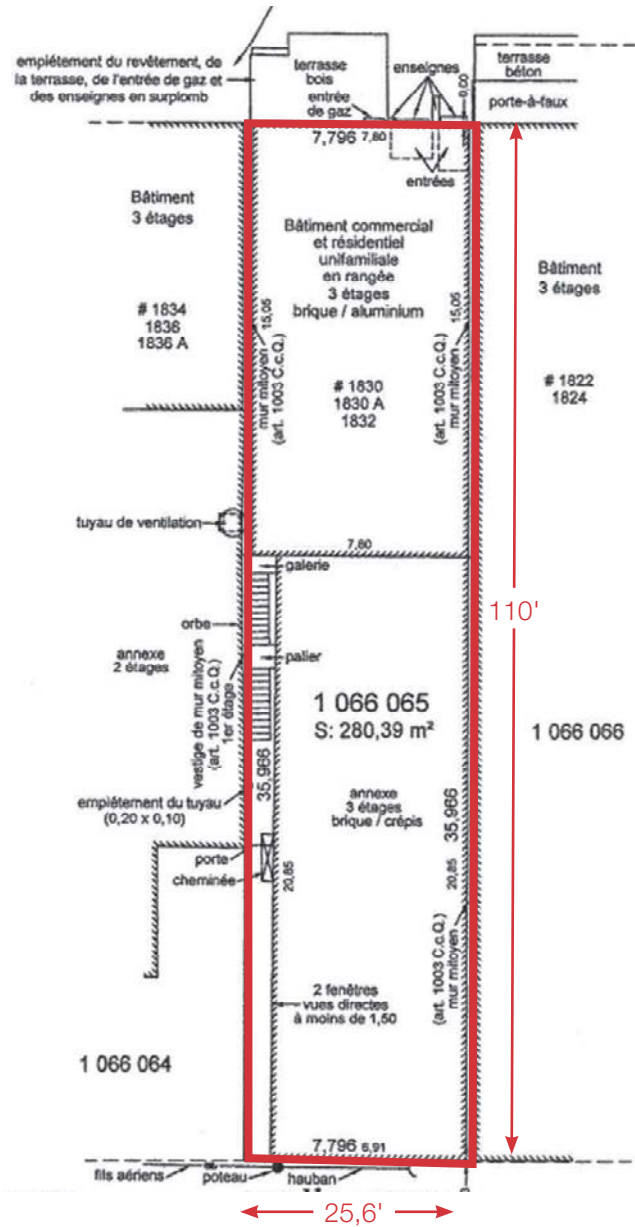 empiétement du revêtement, de
la terrasse, de l'entrée de gaz et
des enseignes en surplomb
terrasse
bois
entrée
de gaz
enseignes
0,00
terrasse
béton
porte-à-faux
7,796 7,80
entrées
Bâtiment
3 étages
# 1834
1836
1836 A
Bâtiment commercial
et résidentiel
unifamiliale
en rangée
3 étages
brique / aluminium
# 1830
1830 A
1832
15,05
mur mitoyen
(art. 1003 C.c.Q.)
15,05
mur mitoyen
(art. 1003 C.c.Q.)
Bâtiment
3 étages
# 1822
1824
tuyau de ventilation
7,80
galerie
orbe
palier
annexe
2 étages
vestige de mur mitoyen
(art. 1003 C.c.Q.)
1er étage
110'
1 066 065
S: 280,39 m²
1 066 066
35,966
empiétement du tuyau
(0,20 x 0,10)
annexe
3 étages
brique / crépis
35,966
porte
cheminée
20,85
20,85
mur mitoyen
(art. 1003 C.c.Q.)
2 fenêtres
vues directes
à moins de 1,50
1 066 064
7,796 6,91
fils aériens
poteau
hauban
25,6'